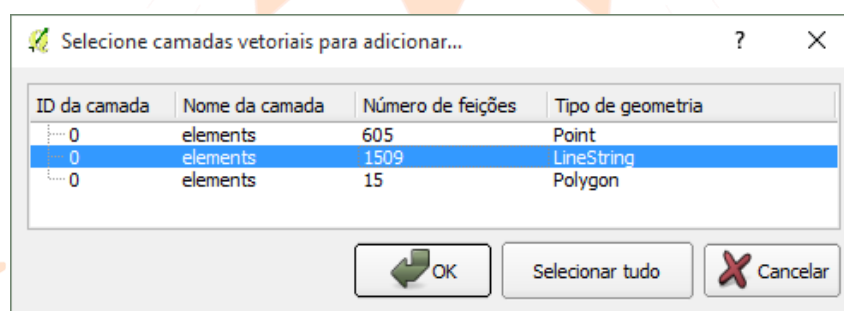 Selecione camadas vetoriais para adicionar... ?
ID da camada Nome da camada Número de feições Tipo de geometria
0 elements 605 Point
0 elements 1509 LineString
0 elements 15 Polygon
OK Selecionar tudo Cancelar